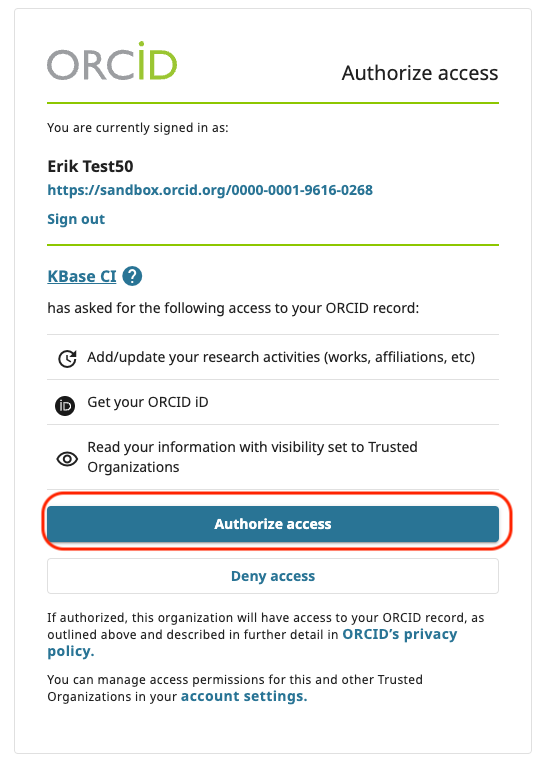 ORCiD
Authorize access
You are currently signed in as:
Erik Test50
https://sandbox.orcid.org/0000-0001-9616-0268
Sign out
KBase CI ?
has asked for the following access to your ORCID record:
Add/update your research activities (works, affiliations, etc)
iD Get your ORCID iD
Read your information with visibility set to Trusted
Organizations
Authorize access
Deny access
If authorized, this organization will have access to your ORCID record, as
outlined above and described in further detail in ORCID’s privacy
policy.
You can manage access permissions for this and other Trusted
Organizations in your account settings.